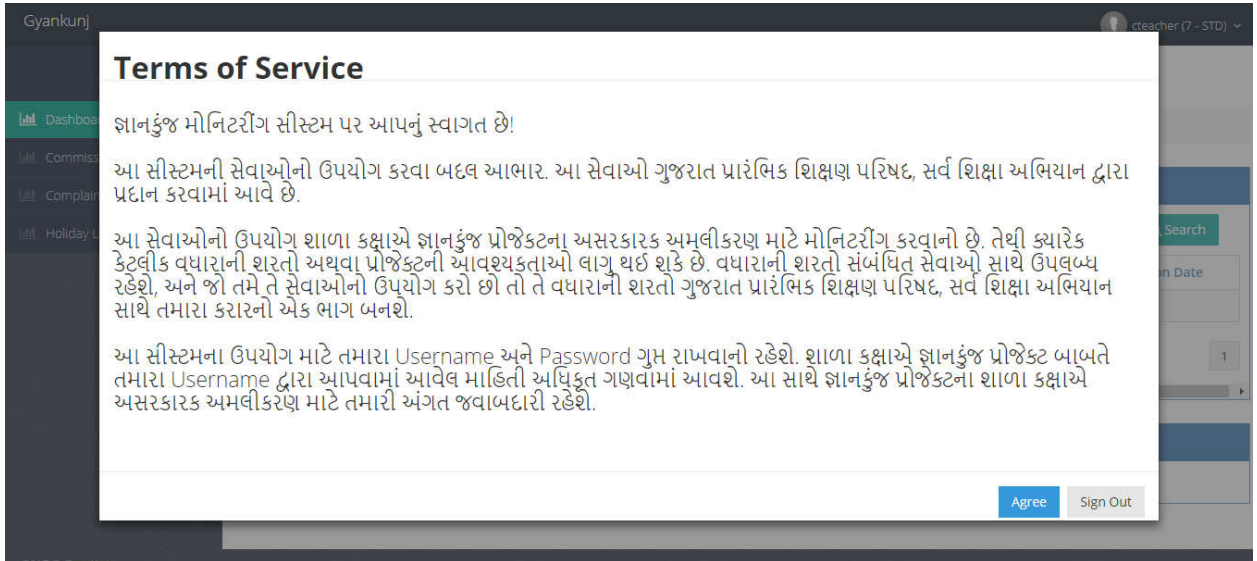 Gyankunj
cteacher (7 - STD)
Terms of Service
Dashboa
જ્ઞાનકુંજ મોનિટરીંગ સીસ્ટમ પર આપનું સ્વાગત છે!
Commiss
આ સીસ્ટમની સેવાઓનો ઉપયોગ કરવા બદલ આભાર. આ સેવાઓ ગુજરાત પ્રારંભિક શિક્ષણ પરિષદ, સર્વ શિક્ષા અભિયાન દ્વારા
પ્રદાન કરવામાં આવે છે.
Complain
Holiday L
Search
આ સેવાઓનો ઉપયોગ શાળા કક્ષાએ જ્ઞાનકુંજ પ્રોજેકટના અસરકારક અમલીકરણ માટે મોનિટરીંગ કરવાનો છે. તેથી ક્યારેક
કેટલીક વધારાની શરતો અથવા પ્રોજેક્ટની આવશ્યકતાઓ લાગુ થઈ શકે છે. વધારાની શરતો સંબંધિત સેવાઓ સાથે ઉપલબ્ધ
on Date
રહેશે, અને જો તમે તે સેવાઓનો ઉપયોગ કરો છો તો તે વધારાની શરતો ગુજરાત પ્રારંભિક શિક્ષણ પરિષદ, સર્વ શિક્ષા અભિયાન
સાથે તમારા કરારનો એક ભાગ બનશે.
આ સીસ્ટમના ઉપયોગ માટે તમારા Username અને Password ગુપ્ત રાખવાનો રહેશે. શાળા કક્ષાએ જ્ઞાનકુંજ પ્રોજેક્ટ બાબતે
1
તમારા Username દ્વારા આપવામાં આવેલ માહિતી અધિકૃત ગણવામાં આવશે. આ સાથે જ્ઞાનકુંજ પ્રોજેક્ટના શાળા કક્ષાએ
અસરકારક અમલીકરણ માટે તમારી અંગત જવાબદારી રહેશે.
Agree
Sign Out